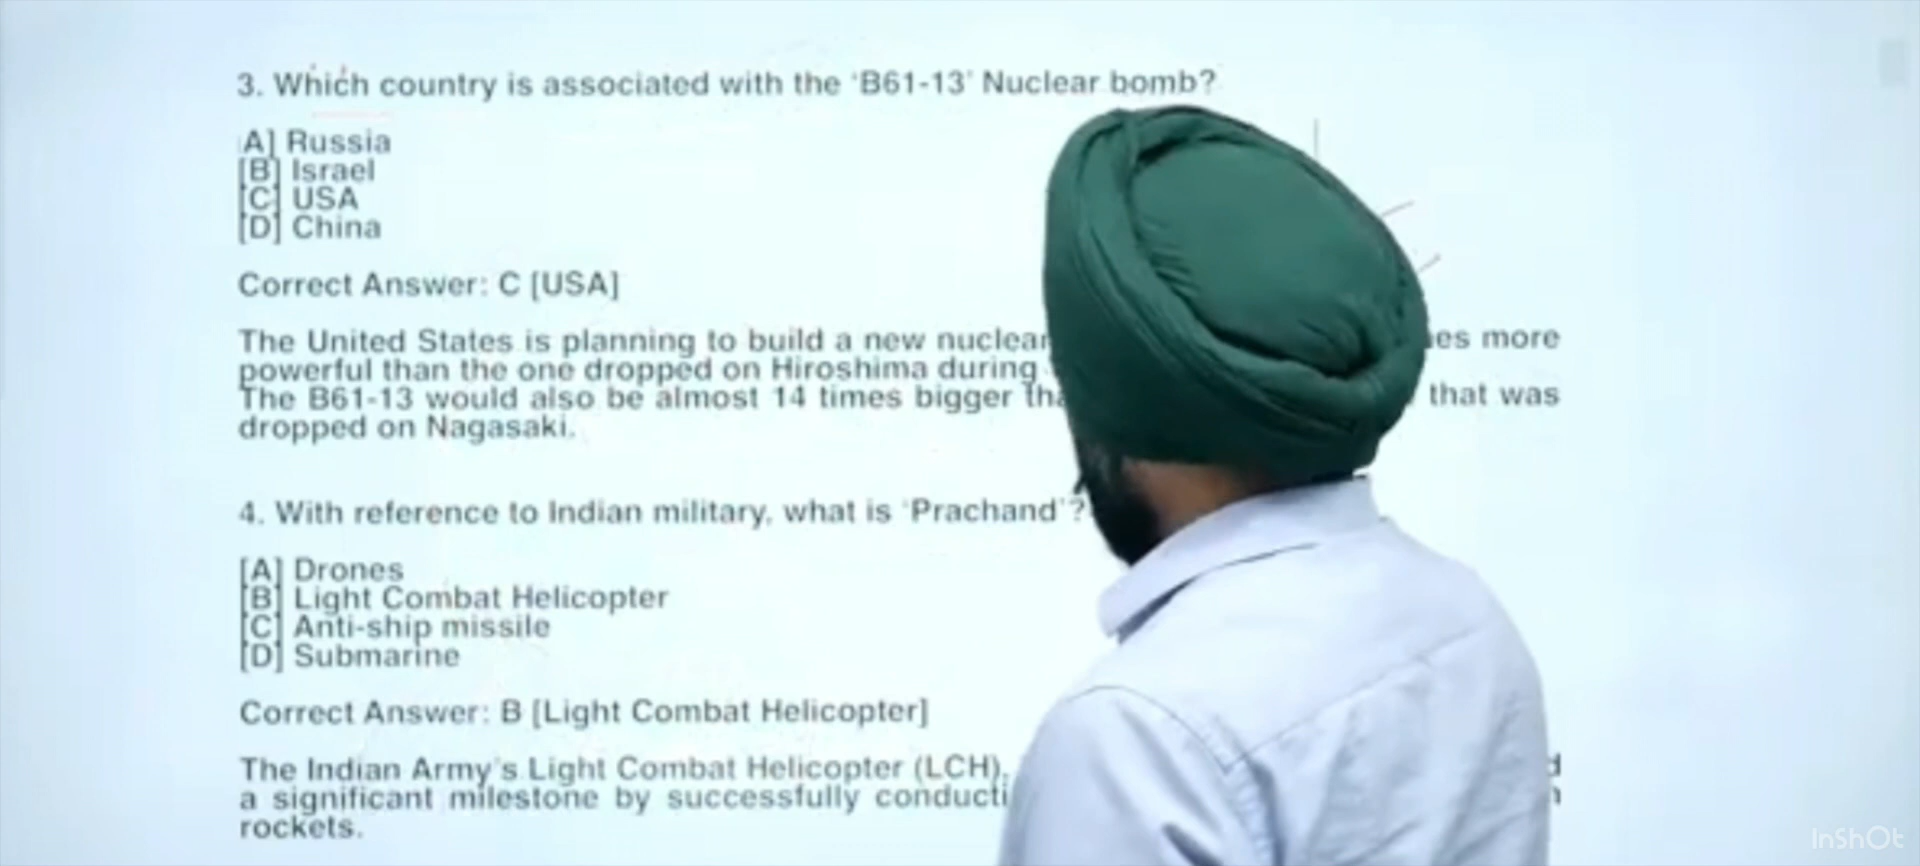 3. Which country is associated with the 'B61-13' Nuclear bomb?
A] Russia
[B] Israel
[C] USA
[D] China
Correct Answer: C [USA]
The United States is planning to build a new nuclear es more
powerful than the one dropped on Hiroshima during
The B61-13 would also be almost 14 times bigger tha that was
dropped on Nagasaki.
4. With reference to Indian military, what is 'Prachand'?
[A] Drones
[B] Light Combat Helicopter
[C] Anti-ship missile
[D] Submarine
Correct Answer: B [Light Combat Helicopter]
The Indian Army's Light Combat Helicopter (LCH),
a significant milestone by successfully conducti
rockets.
InShOt